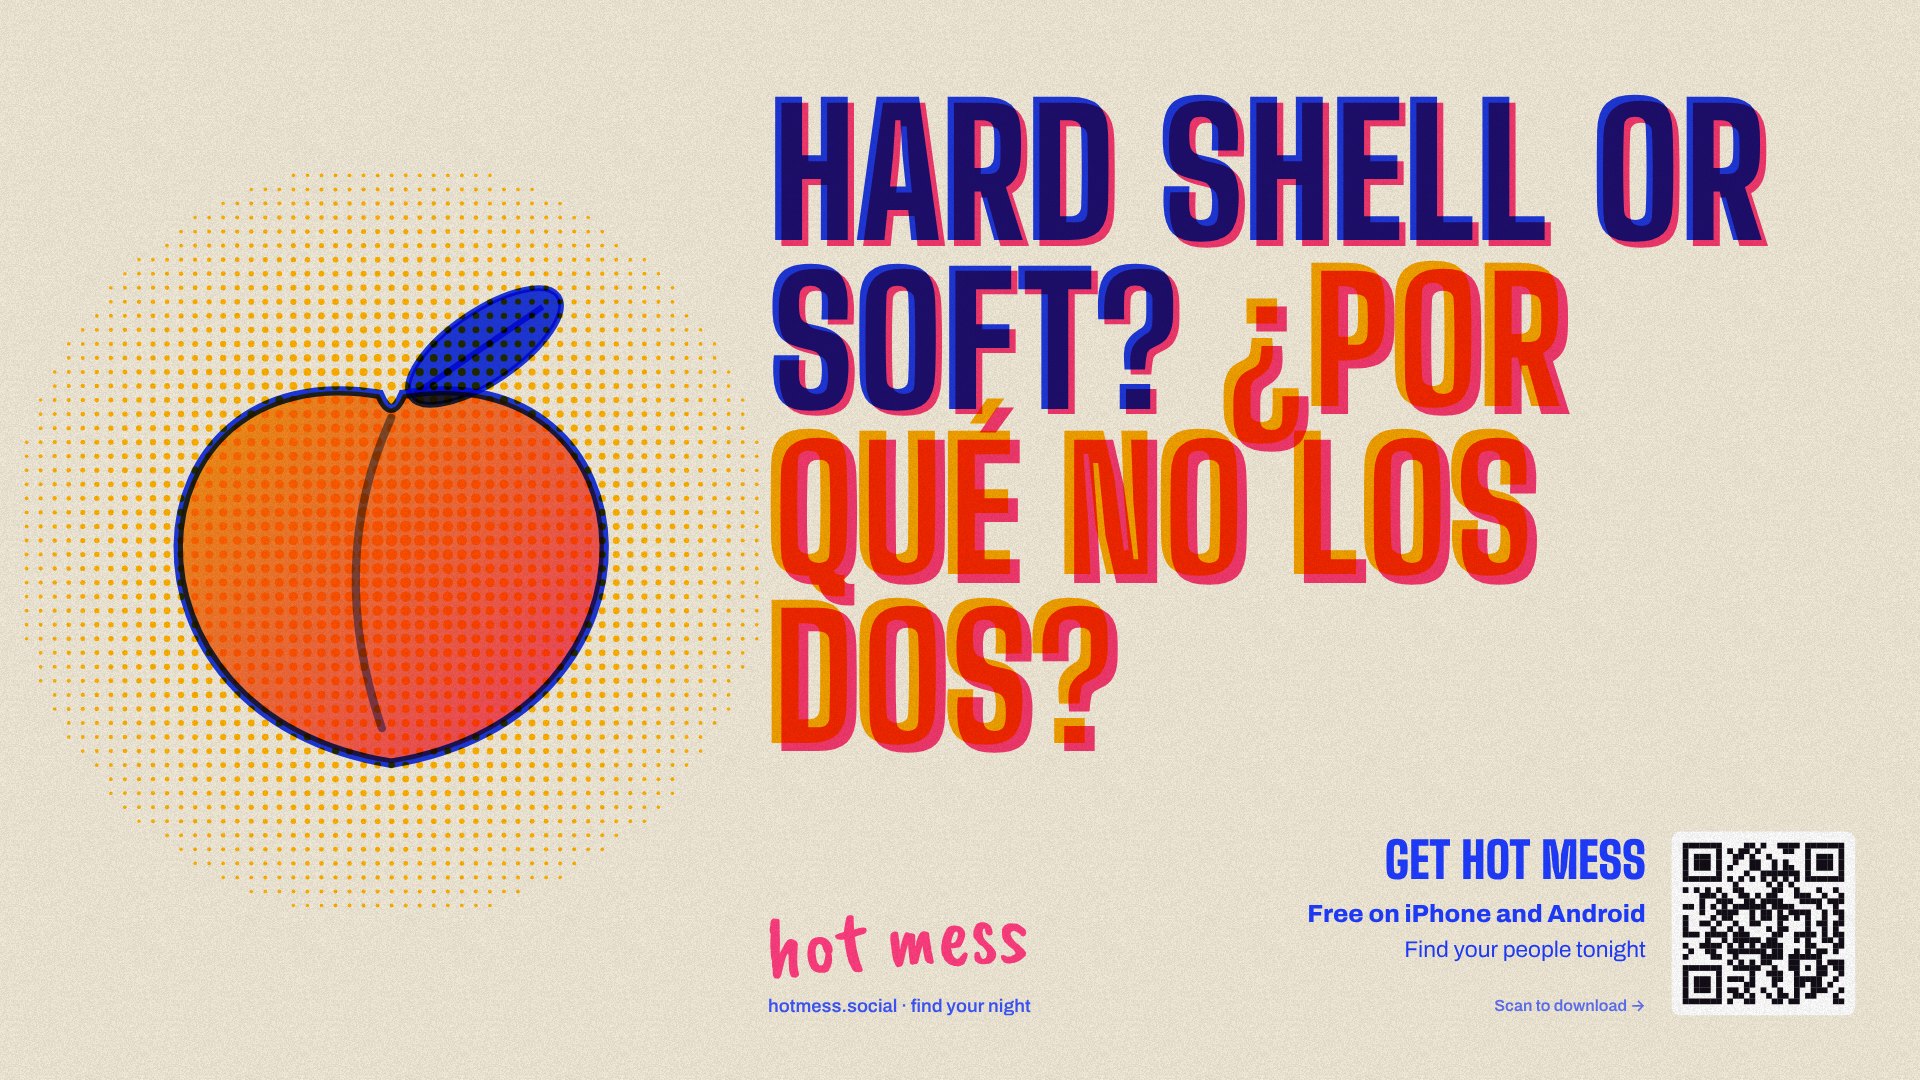 HARD SHELL OR
SOFT? ¿POR
QUÉ NO LOS
DOS?
hot mess
hotmess.social · find your night
GET HOT MESS
Free on iPhone and Android
Find your people tonight
Scan to download →